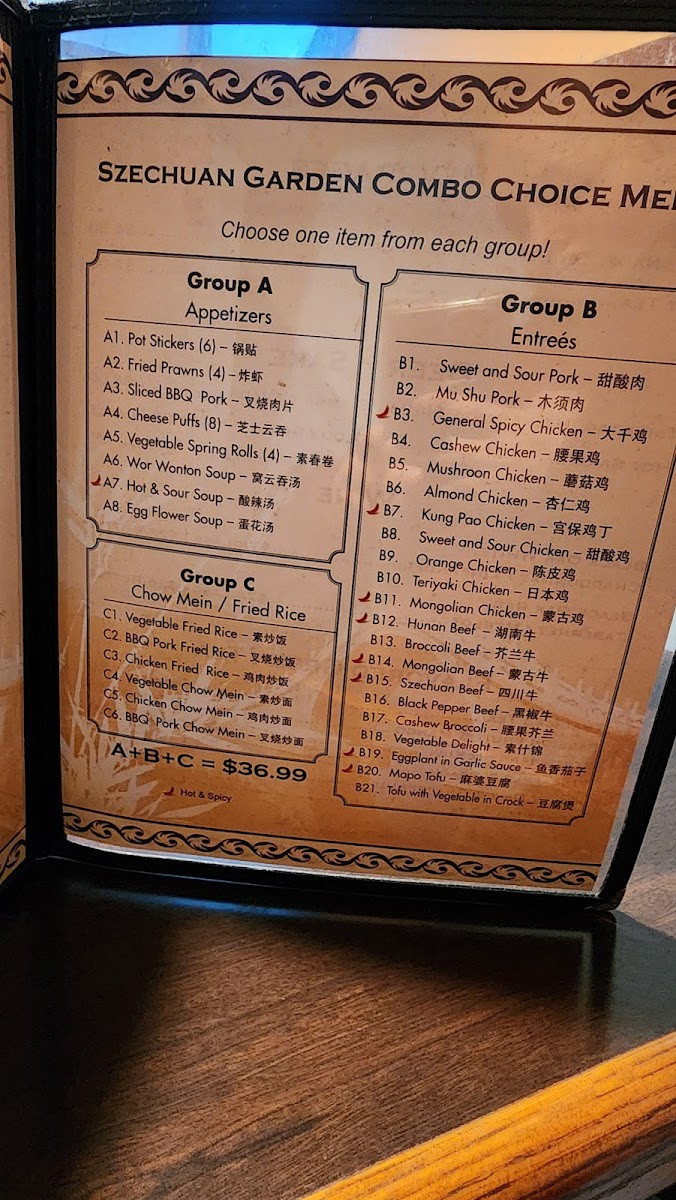 SZECHUAN GARDEN COMBO CHOICE
Choose one item from each group!
Group A
Appetizers
A1. Pot Stickers (6) – 锅贴
A2. Fried Prawns (4) – 炸虾
A3. Sliced BBQ Pork – 叉烧肉片
A4. Cheese Puffs (8) – 芝士云吞
A5. Vegetable Spring Rolls (4) – 素春卷
A6. Wor Wonton Soup – 窝云吞汤
A7. Hot & Sour Soup – 酸辣汤
A8. Egg Flower Soup – 蛋花汤
Group C
Chow Mein / Fried Rice
C1. Vegetable Fried Rice – 素炒饭
C2. BBQ Pork Fried Rice – 叉烧炒饭
C3. Chicken Fried Rice – 鸡肉炒饭
C4. Vegetable Chow Mein – 素炒面
C5. Chicken Chow Mein – 鸡肉炒面
C6. BBQ Pork Chow Mein – 叉烧炒面
A+B+C = $36.99
Hot & Spicy
Group B
Entreés
B1. Sweet and Sour Pork – 甜酸肉
B2. Mu Shu Pork – 木须肉
B3. General Spicy Chicken – 大千鸡
B4. Cashew Chicken – 腰果鸡
B5. Mushroon Chicken – 蘑菇鸡
B6. Almond Chicken – 杏仁鸡
B7. Kung Pao Chicken – 宫保鸡丁
B8. Sweet and Sour Chicken – 甜酸鸡
B9. Orange Chicken – 陈皮鸡
B10. Teriyaki Chicken – 日本鸡
B11. Mongolian Chicken – 蒙古鸡
B12. Hunan Beef – 湖南牛
B13. Broccoli Beef – 芥兰牛
B14. Mongolian Beef – 蒙古牛
B15. Szechuan Beef – 四川牛
B16. Black Pepper Beef – 黑椒牛
B17. Cashew Broccoli – 腰果芥兰
B18. Vegetable Delight – 素什锦
B19. Eggplant in Garlic Sauce – 鱼香茄子
B20. Mapo Tofu – 麻婆豆腐
B21. Tofu with Vegetable in Crock – 豆腐煲